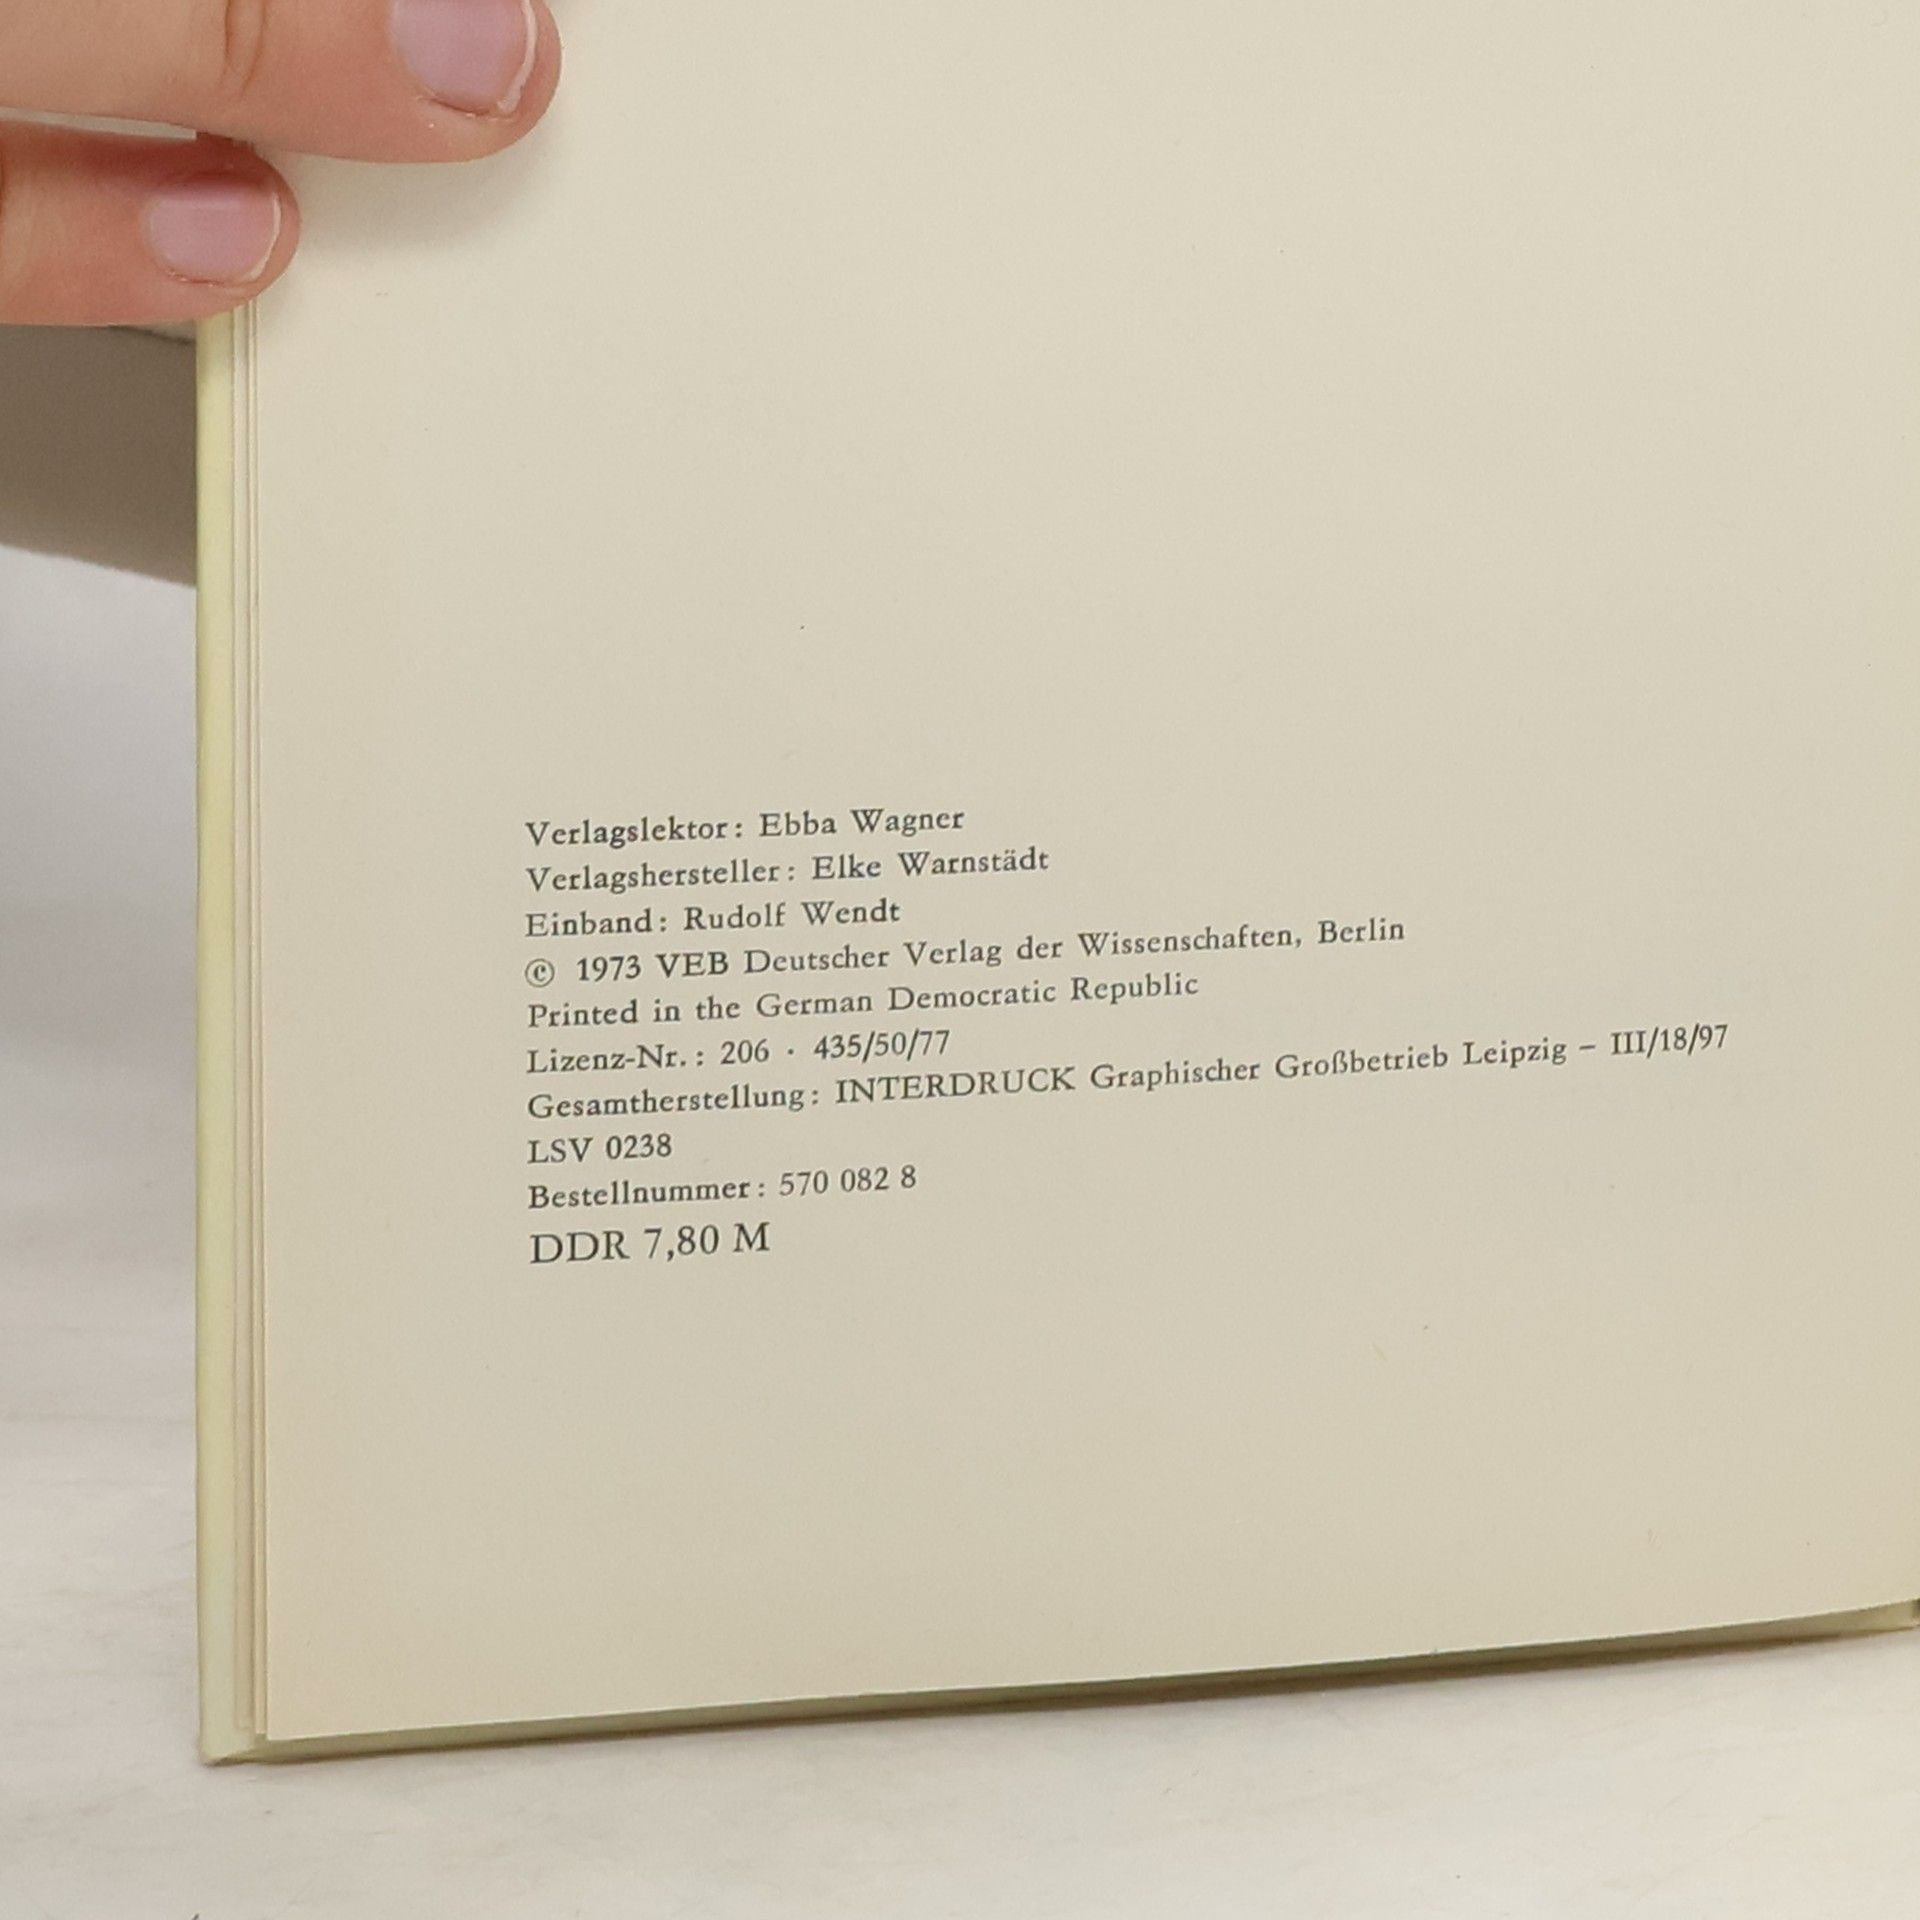 Verlagslektor: Ebba Wagner
Verlagshersteller: Elke Warnstädt
Einband: Rudolf Wendt
© 1973 VEB Deutscher Verlag der Wissenschaften, Berlin
Printed in the German Democratic Republic
Lizenz-Nr.: 206 · 435/50/77
Gesamtherstellung: INTERDRUCK Graphischer Großbetrieb Leipzig – III/18/97
LSV 0238
Bestellnummer: 570 082 8
DDR 7,80 M